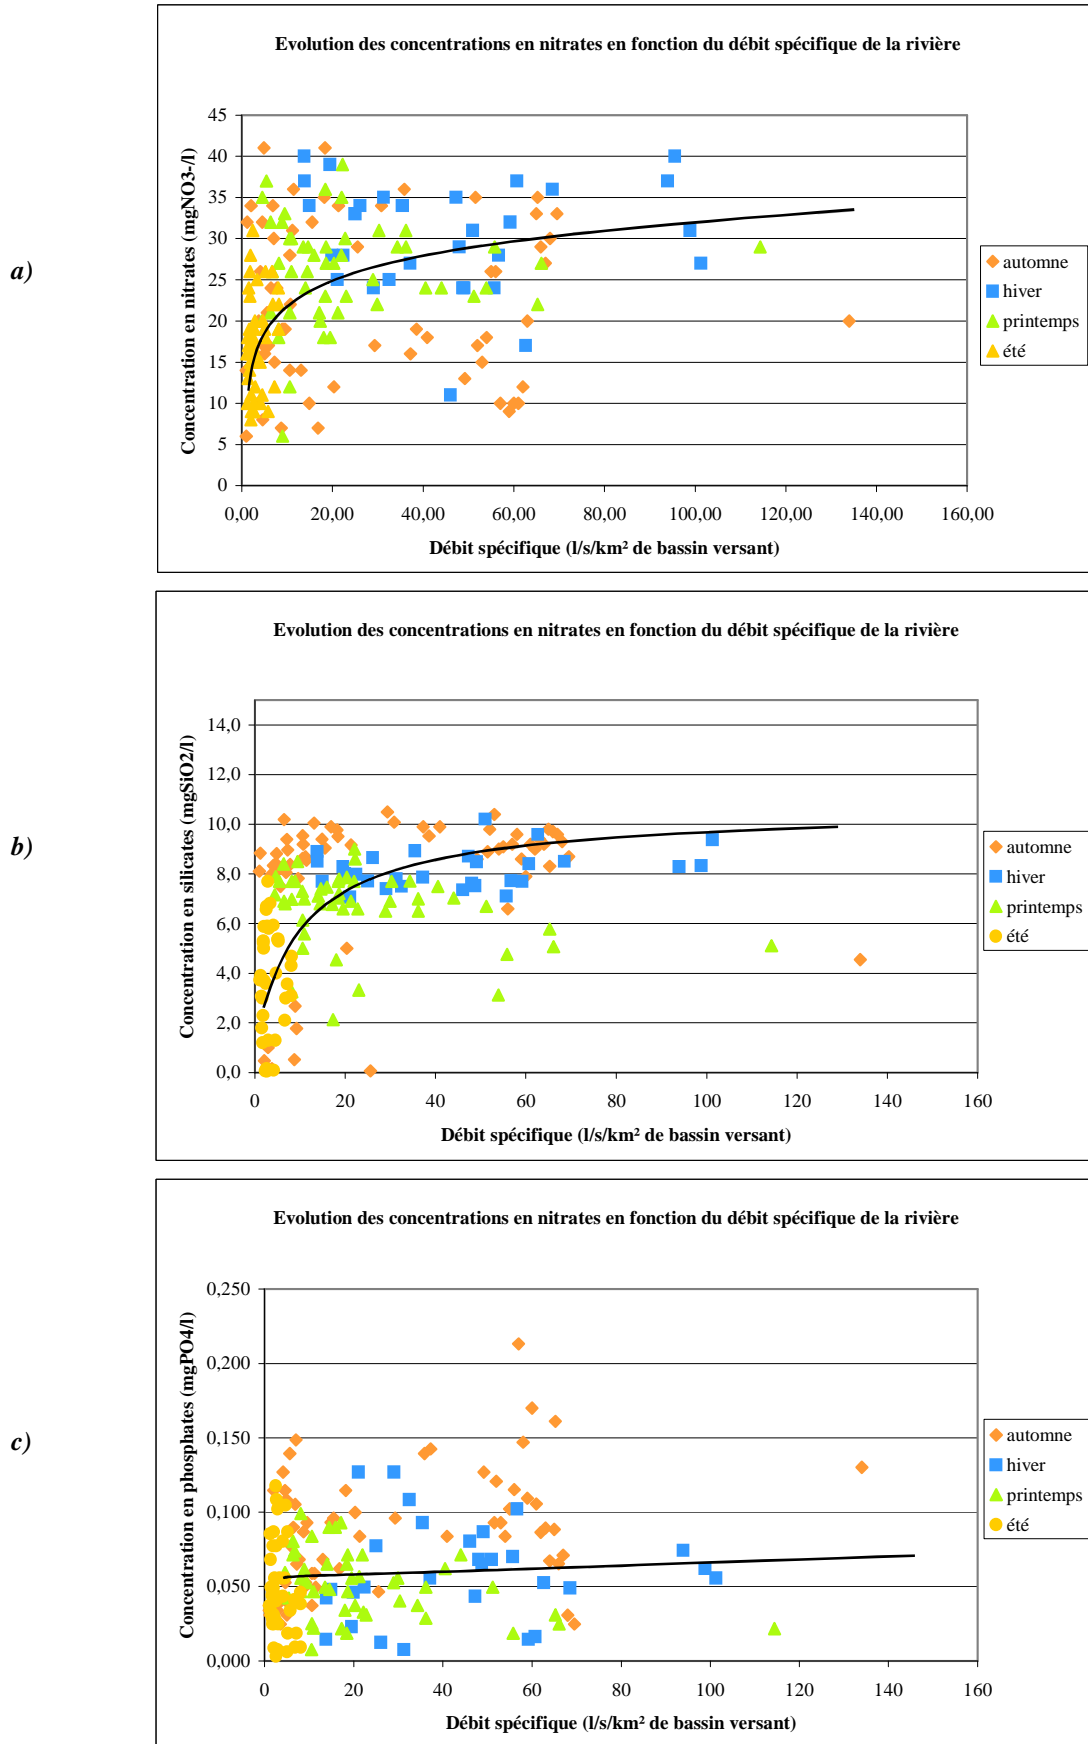 Evolution des concentrations en nitrates en fonction du débit spécifique de la rivière
a)
Concentration en nitrates (mgNO3-/l)
45
40
35
30
25
20
15
10
5
0
0,00 20,00 40,00 60,00 80,00 100,00 120,00 140,00 160,00
Débit spécifique (l/s/km² de bassin versant)
automne
hiver
printemps
été
Evolution des concentrations en nitrates en fonction du débit spécifique de la rivière
b)
Concentration en silicates (mgSiO2/l)
14,0
12,0
10,0
8,0
6,0
4,0
2,0
0,0
0 20 40 60 80 100 120 140 160
Débit spécifique (l/s/km² de bassin versant)
automne
hiver
printemps
été
Evolution des concentrations en nitrates en fonction du débit spécifique de la rivière
c)
Concentration en phosphates (mgPO4/l)
0,250
0,200
0,150
0,100
0,050
0,000
0 20 40 60 80 100 120 140 160
Débit spécifique (l/s/km² de bassin versant)
automne
hiver
printemps
été